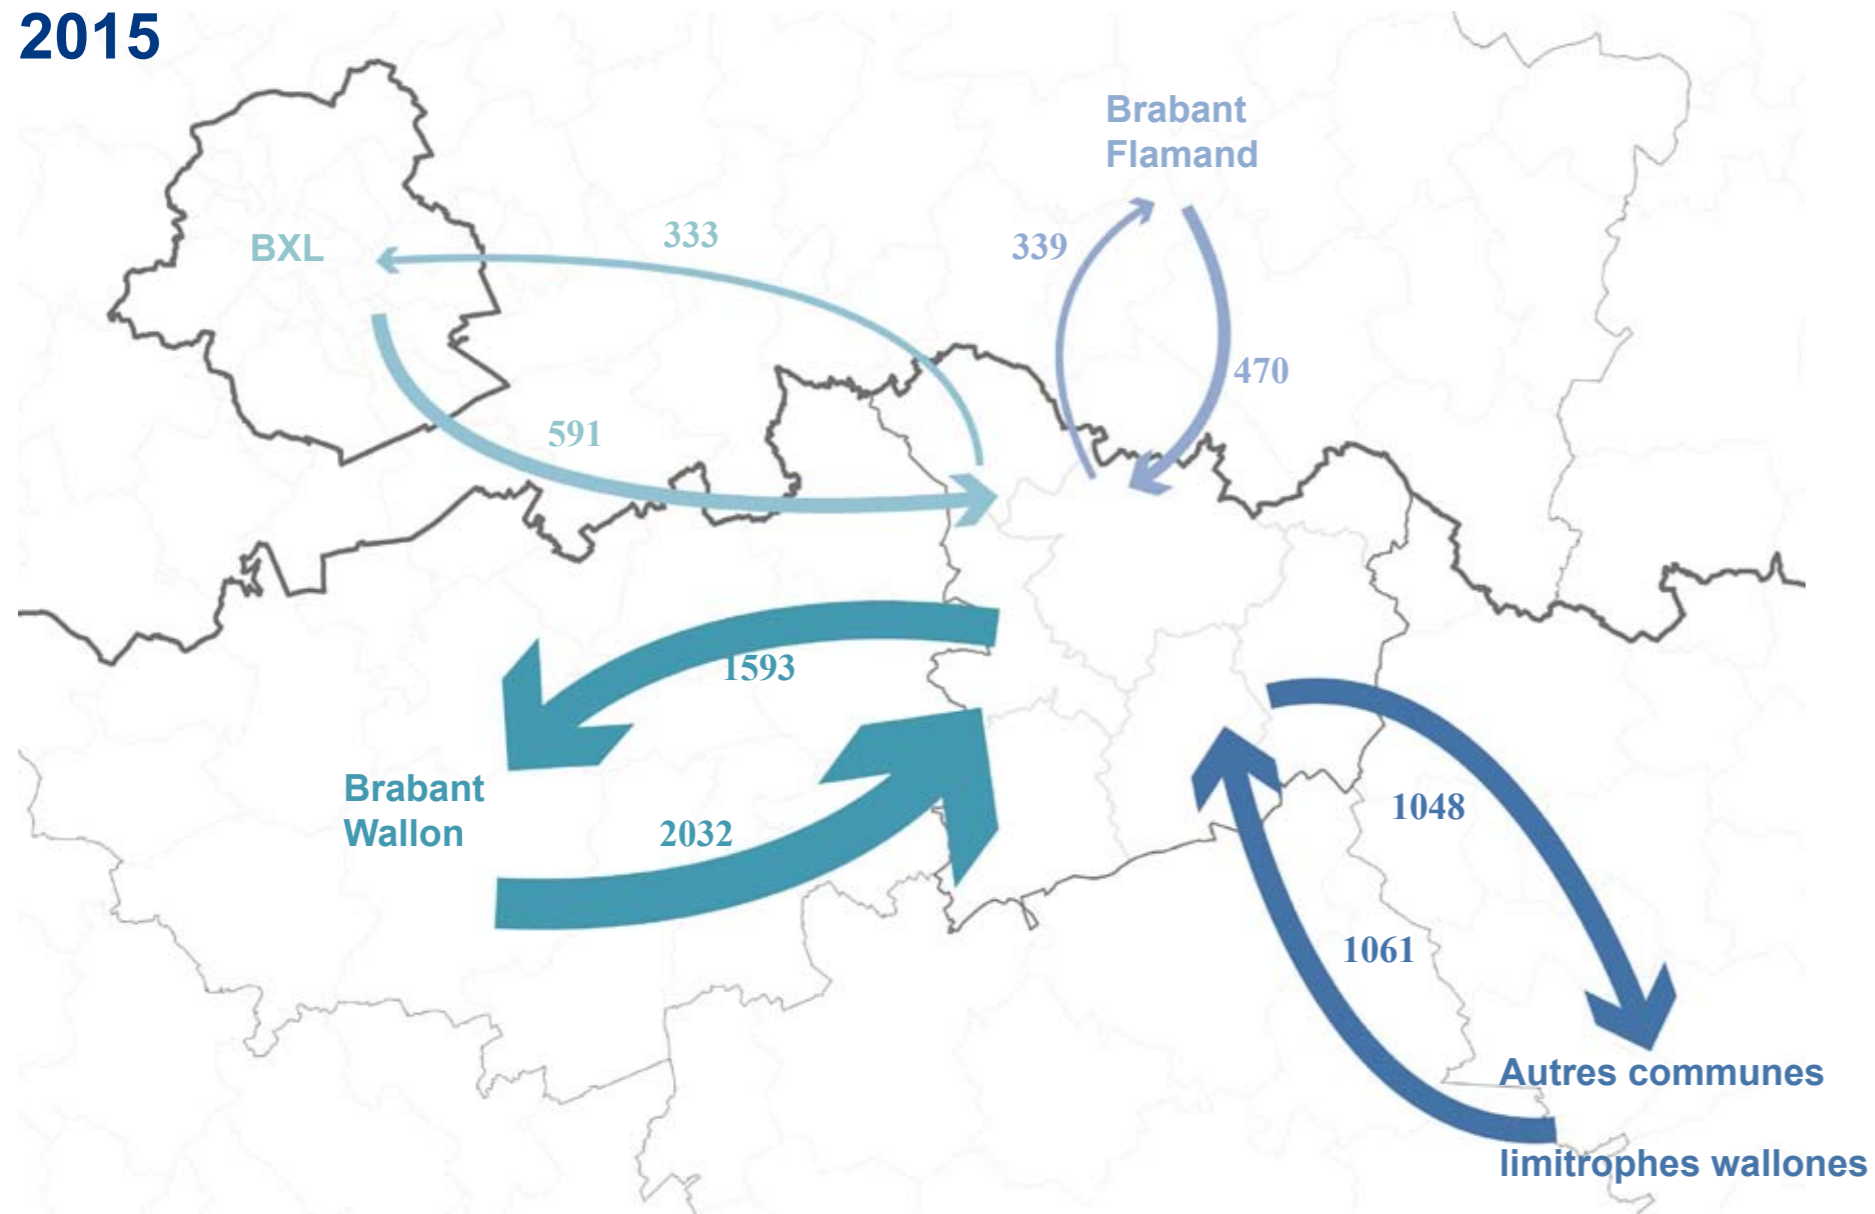 2015
Brabant
Flamand
BXL
333
339
470
591
1593
Brabant
Wallon
2032
1048
1061
Autres communes
limitrophes wallones